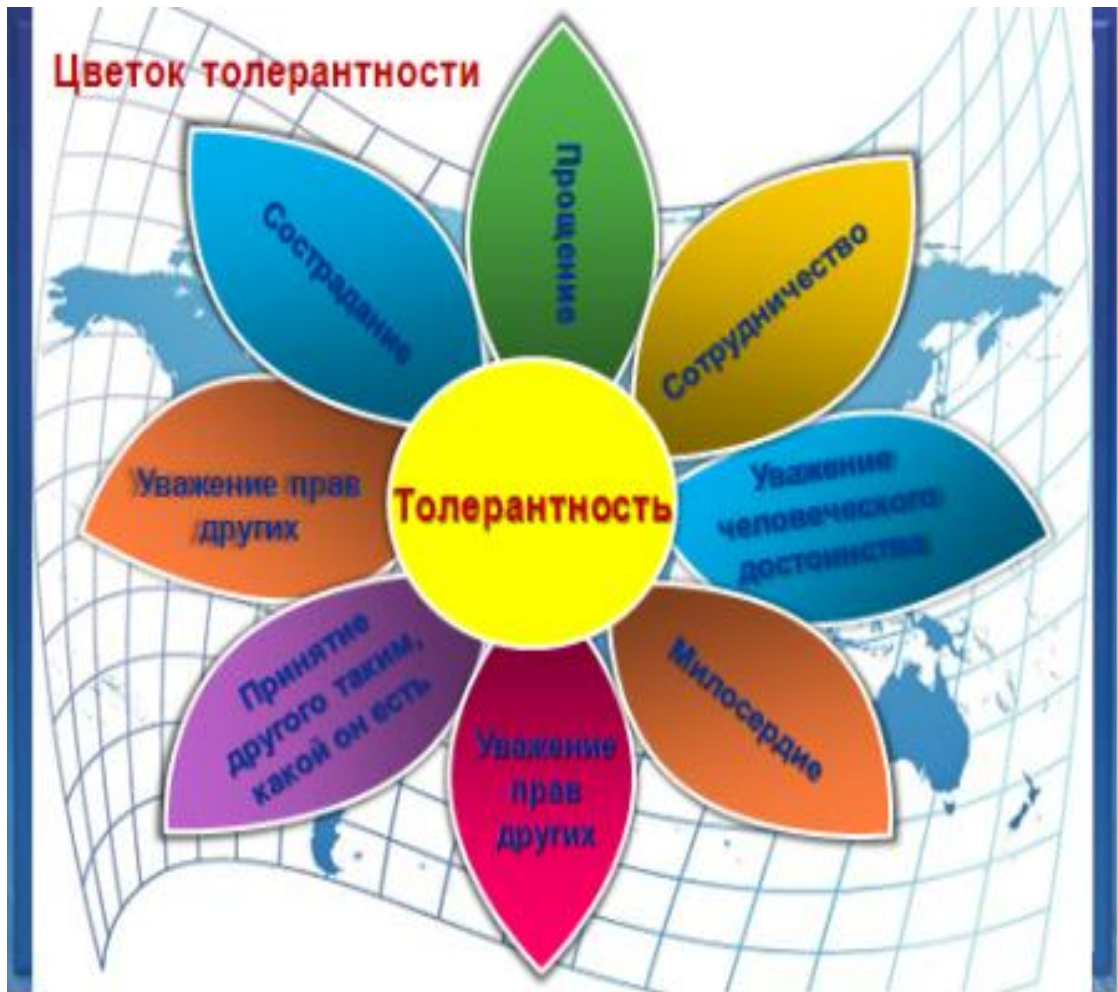 Цветок толерантности
Прощение
Сострадание
Сотрудничество
Уважение прав
других
Толерантность
Уважение
человеческого
достоинства
Принятие
другого таким,
какой он есть
Уважение
прав
других
Милосердие